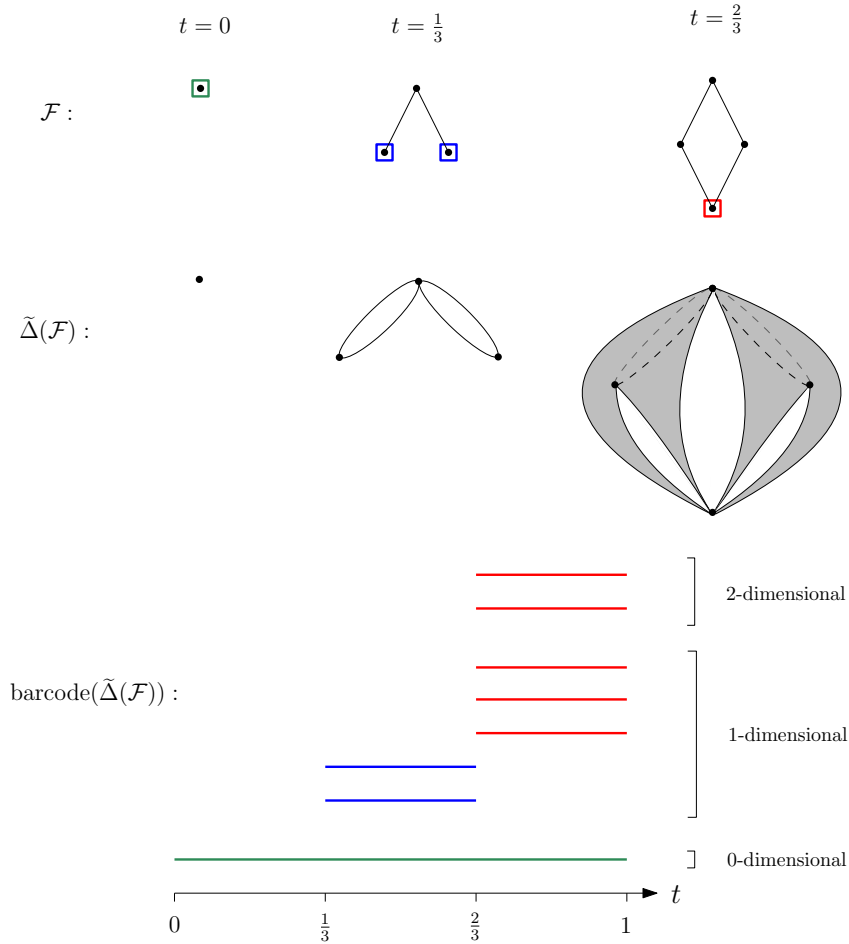 t = 0
t = 1/3
t = 2/3
𝓕 :
Δ̃(𝓕) :
2-dimensional
barcode(Δ̃(𝓕)) :
1-dimensional
0-dimensional
t
0
1/3
2/3
1